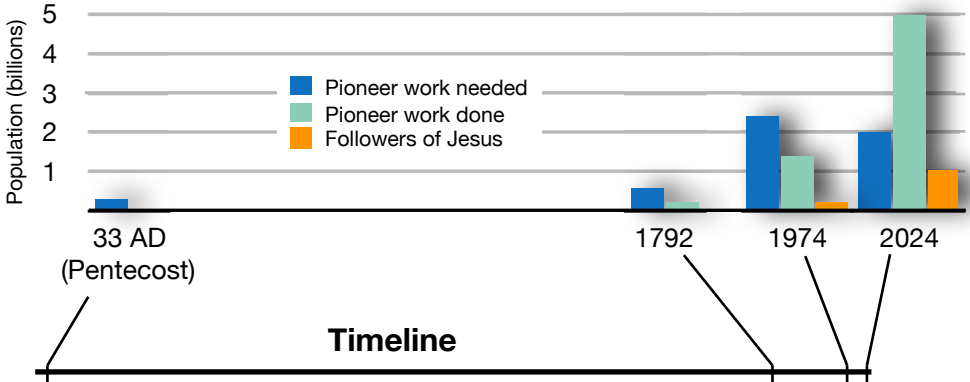 Population (billions)
5
4
3
2
1
Pioneer work needed
Pioneer work done
Followers of Jesus
33 AD
(Pentecost)
1792
1974
2024
Timeline